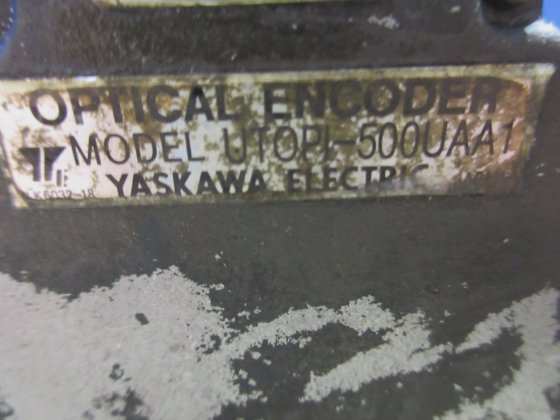 OPTICAL ENCODER
MODEL UTOPI-500UAA1
YASKAWA ELECTRIC